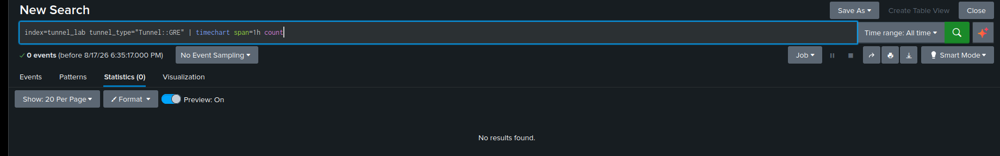 New Search
Save As
Create Table View
Close
index=tunnel_lab tunnel_type="Tunnel::GRE" | timechart span=1h count
Time range: All time
0 events (before 8/17/26 6:35:17.000 PM)
No Event Sampling
Job
Smart Mode
Events
Patterns
Statistics (0)
Visualization
Show: 20 Per Page
Format
Preview: On
No results found.